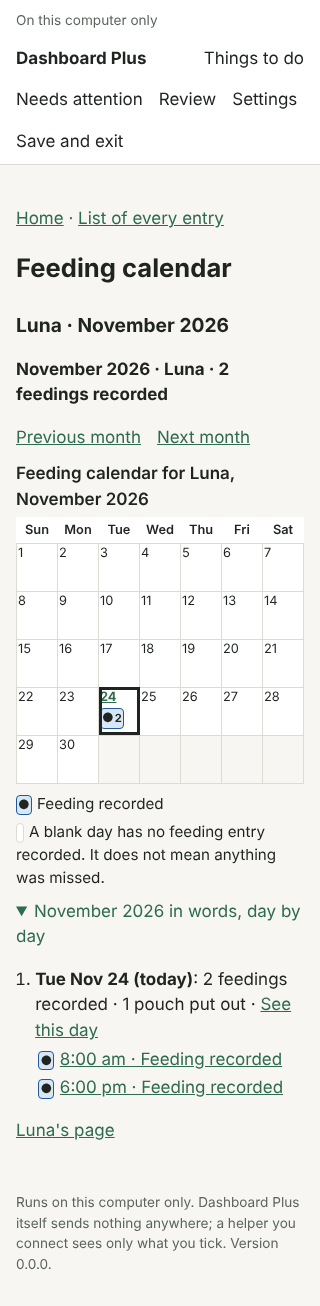 On this computer only
Dashboard Plus Things to do
Needs attention Review Settings
Save and exit
Home · List of every entry
Feeding calendar
Luna · November 2026
November 2026 · Luna · 2
feedings recorded
Previous month Next month
Feeding calendar for Luna,
November 2026
Sun Mon Tue Wed Thu Fri Sat
1 2 3 4 5 6 7
8 9 10 11 12 13 14
15 16 17 18 19 20 21
22 23 24 25 26 27 28
2
29 30
Feeding recorded
A blank day has no feeding entry
recorded. It does not mean anything
was missed.
▼ November 2026 in words, day by
day
1. Tue Nov 24 (today): 2 feedings
recorded · 1 pouch put out · See
this day
8:00 am · Feeding recorded
6:00 pm · Feeding recorded
Luna's page
Runs on this computer only. Dashboard Plus
itself sends nothing anywhere; a helper you
connect sees only what you tick. Version
0.0.0.